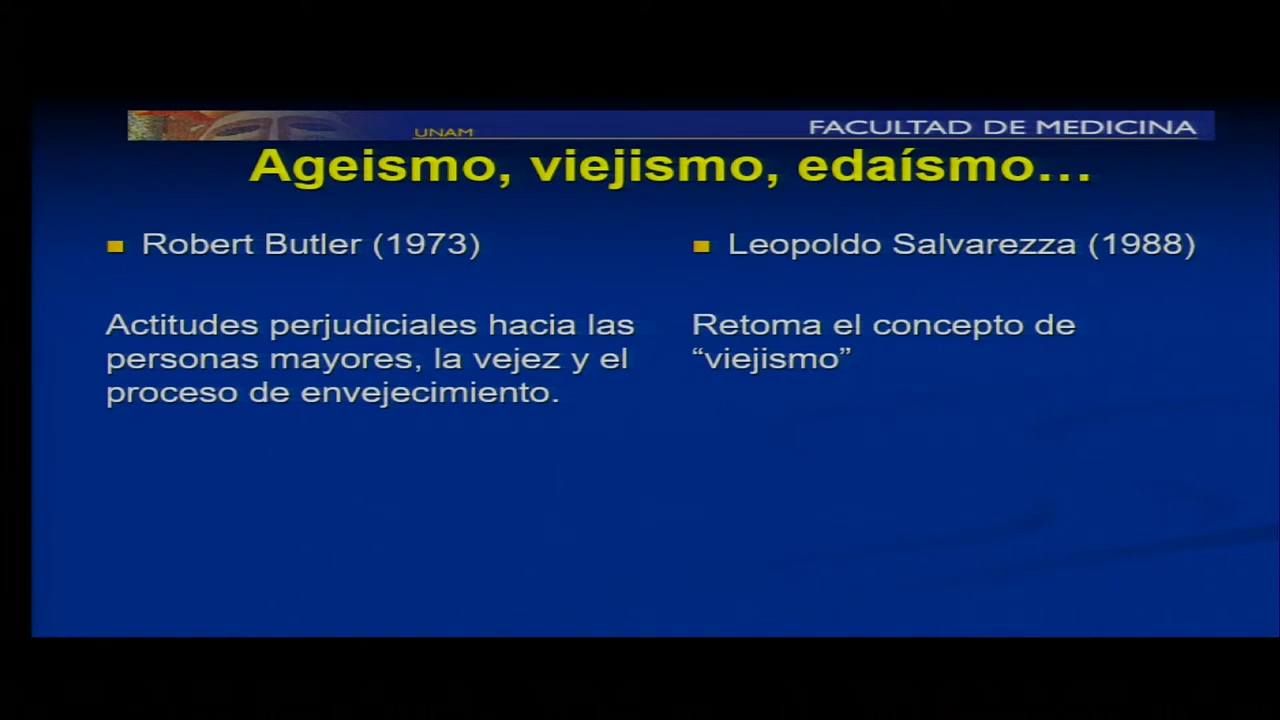 UNAM
FACULTAD DE MEDICINA
Ageismo, viejismo, edaísmo...
Robert Butler (1973)
Actitudes perjudiciales hacia las
personas mayores, la vejez y el
proceso de envejecimiento.
Leopoldo Salvarezza (1988)
Retoma el concepto de
“viejismo”